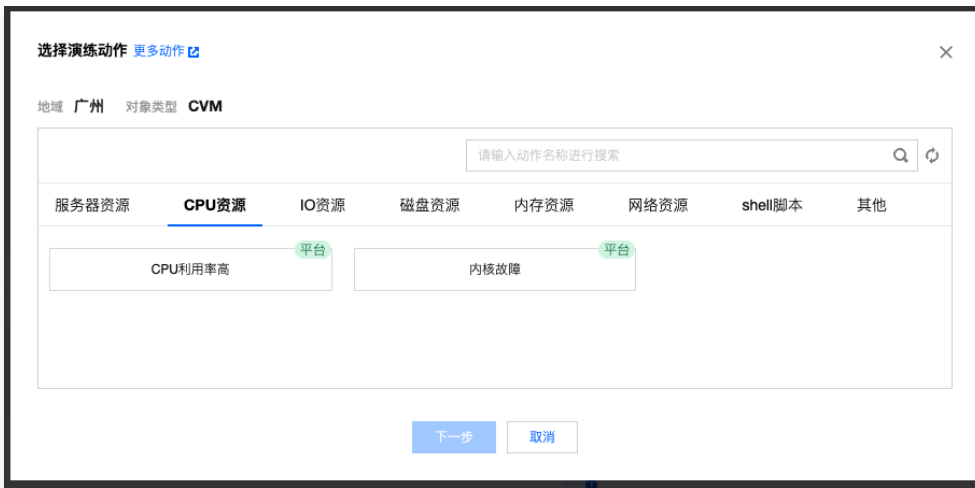 选择演练动作 更多动作
地域 广州 对象类型 CVM
请输入动作名称进行搜索
服务器资源 CPU资源 IO资源 磁盘资源 内存资源 网络资源 shell脚本 其他
平台 平台
CPU利用率高 内核故障
下一步 取消